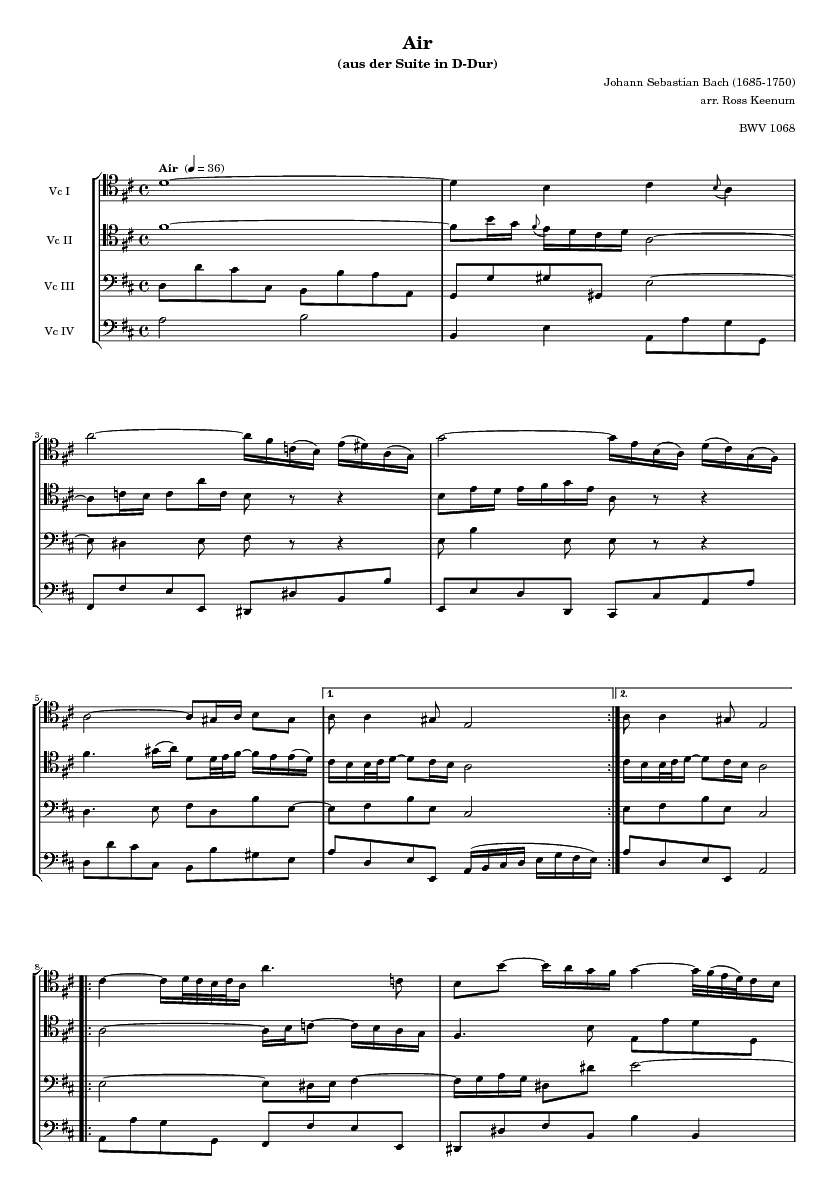 Air
(aus der Suite in D-Dur)
Johann Sebastian Bach (1685-1750)
arr. Ross Keenum
BWV 1068
Air (♩ = 36)
Vc I
Vc II
Vc III
Vc IV
3
5
1.
2.
8